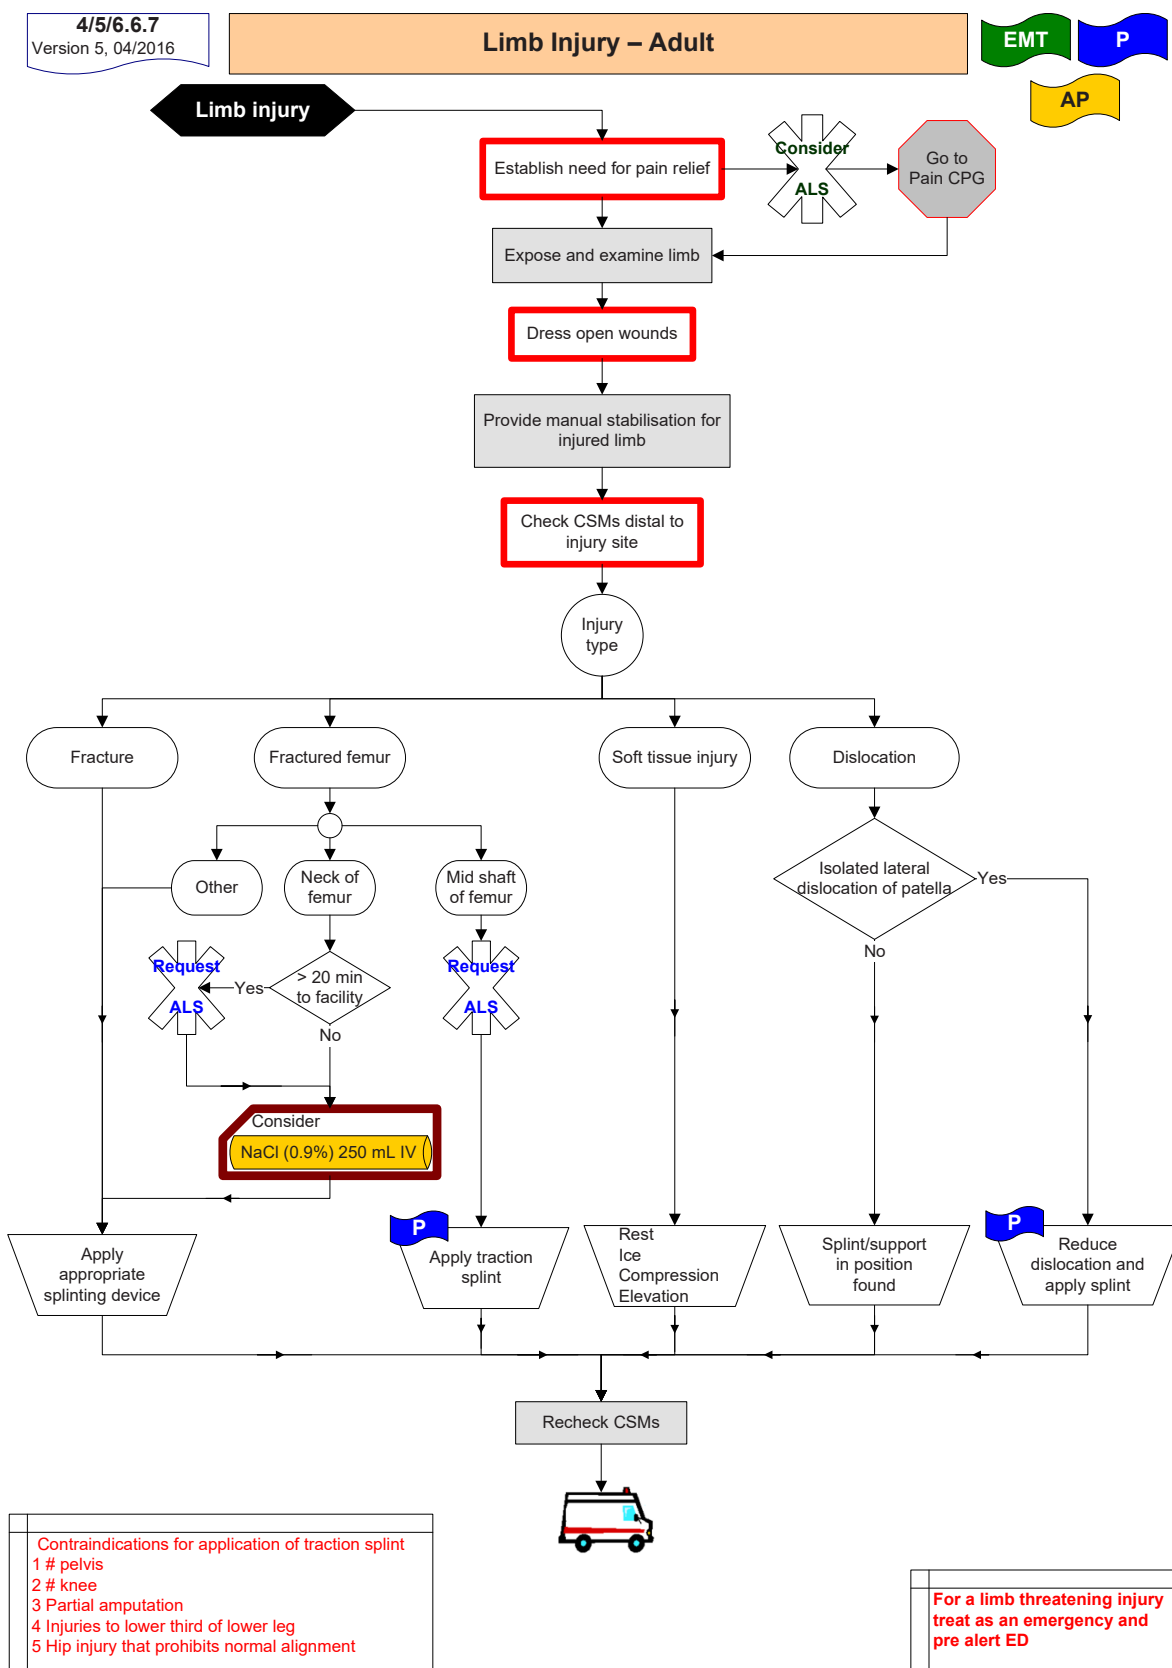 4/5/6.6.7
Version 5, 04/2016
Limb Injury – Adult
EMT
P
AP
Limb injury
Establish need for pain relief
Consider
ALS
Go to
Pain CPG
Expose and examine limb
Dress open wounds
Provide manual stabilisation for
injured limb
Check CSMs distal to
injury site
Injury
type
Fracture
Fractured femur
Soft tissue injury
Dislocation
Other
Neck of
femur
Mid shaft
of femur
Isolated lateral
dislocation of patella
Yes
No
Request
ALS
Yes
> 20 min
to facility
No
Request
ALS
Consider
NaCl (0.9%) 250 mL IV
Apply
appropriate
splinting device
P
Apply traction
splint
Rest
Ice
Compression
Elevation
Splint/support
in position
found
P
Reduce
dislocation and
apply splint
Recheck CSMs
Contraindications for application of traction splint
1 # pelvis
2 # knee
3 Partial amputation
4 Injuries to lower third of lower leg
5 Hip injury that prohibits normal alignment
For a limb threatening injury
treat as an emergency and
pre alert ED